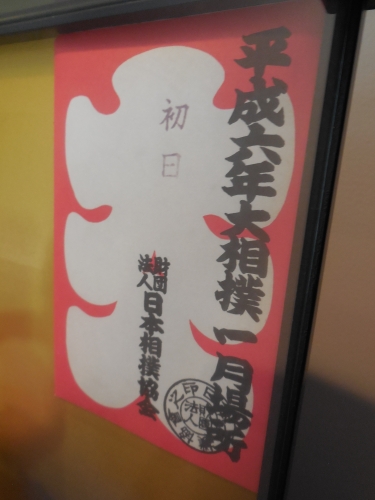 平成六年大相撲一月場所
初日
財団
法人
日本相撲協会